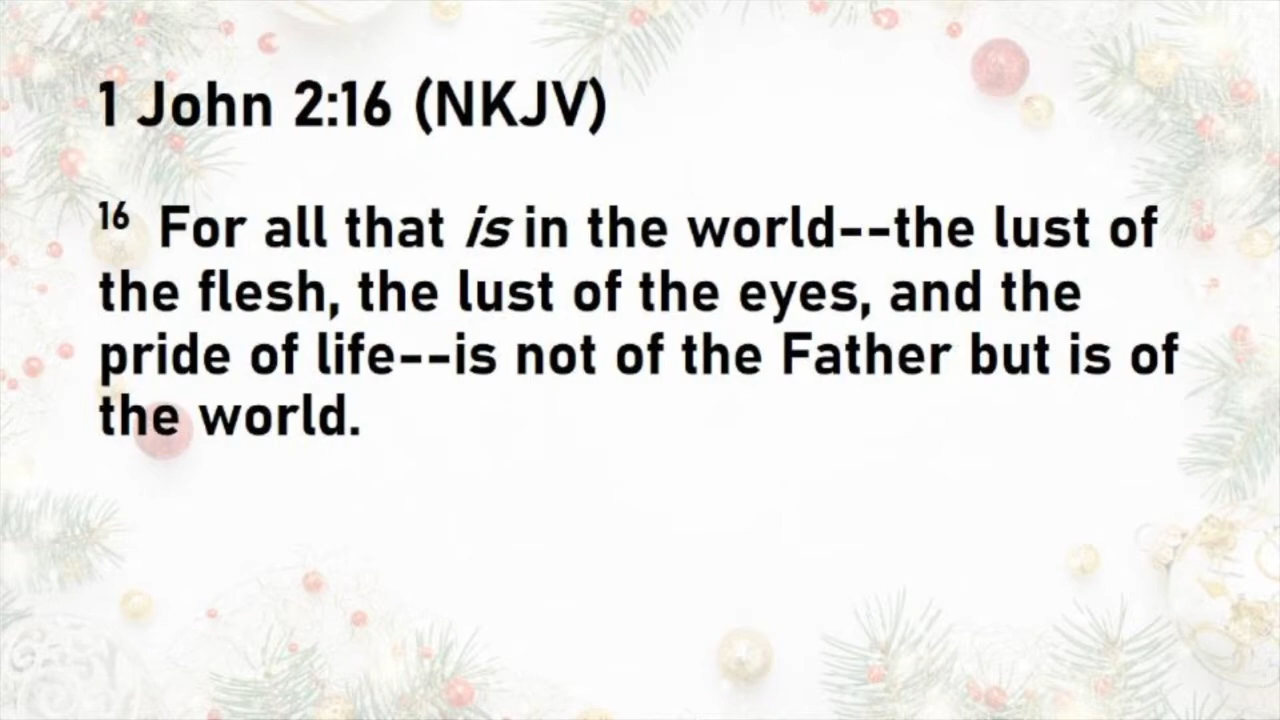 1 John 2:16 (NKJV)
16 For all that is in the world--the lust of
the flesh, the lust of the eyes, and the
pride of life--is not of the Father but is of
the world.